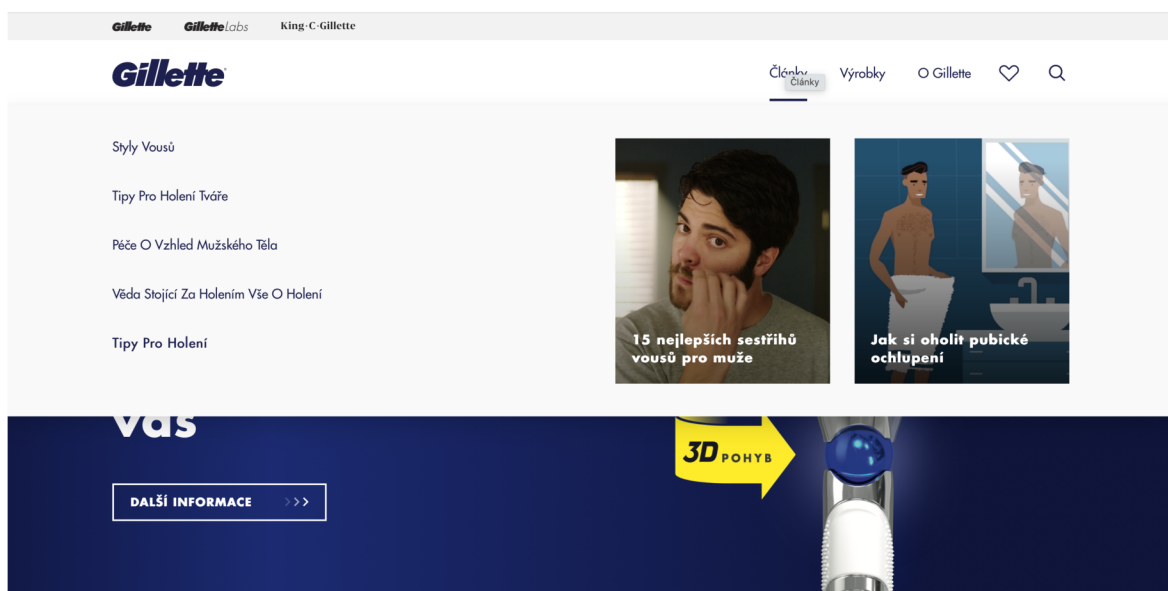 Gillette GilletteLabs King·C·Gillette
Gillette
Články Výrobky O Gillette
Články
Styly Vousů
Tipy Pro Holení Tváře
Péče O Vzhled Mužského Těla
Věda Stojící Za Holením Vše O Holení
Tipy Pro Holení
15 nejlepších sestřihů
vousů pro muže
Jak si oholit pubické
ochlupení
vás
3D POHYB
DALŠÍ INFORMACE >>>